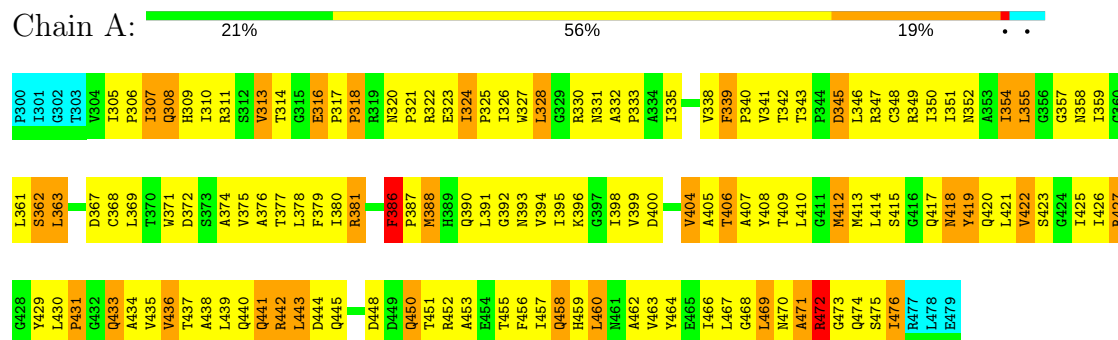 Chain A:
21% 56% 19% • •
P300 I301 G302 T303 V304 I305 P306 I307 Q308 H309 I310 R311 S312 V313 T314 G315 E316 P317 P318 R319 N320 P321 R322 E323 I324 P325 I326 W327 L328 G329 R330 N331 A332 P333 A334 I335 V338 F339 P340 V341 T342 T343 P344 D345 L346 R347 C348 R349 I350 I351 N352 A353 I354 L355 G356 G357 N358 I359 G360
L361 S362 L363 D367 C368 L369 T370 W371 D372 S373 A374 V375 A376 T377 L378 F379 I380 R381 F386 P387 M388 H389 Q390 L391 G392 N393 V394 I395 K396 G397 I398 V399 D400 V404 A405 T406 A407 Y408 T409 L410 G411 M412 M413 L414 S415 G416 Q417 N418 Y419 Q420 L421 V422 S423 G424 I425 I426 R427
G428 Y429 L430 P431 G432 Q433 A434 V435 V436 T437 A438 L439 Q440 Q441 R442 L443 D444 Q445 D448 D449 Q450 T451 R452 A453 E454 T455 F456 I457 Q458 H459 L460 N461 A462 V463 Y464 E465 I466 L467 G468 L469 N470 A471 R472 G473 Q474 S475 I476 R477 L478 E479